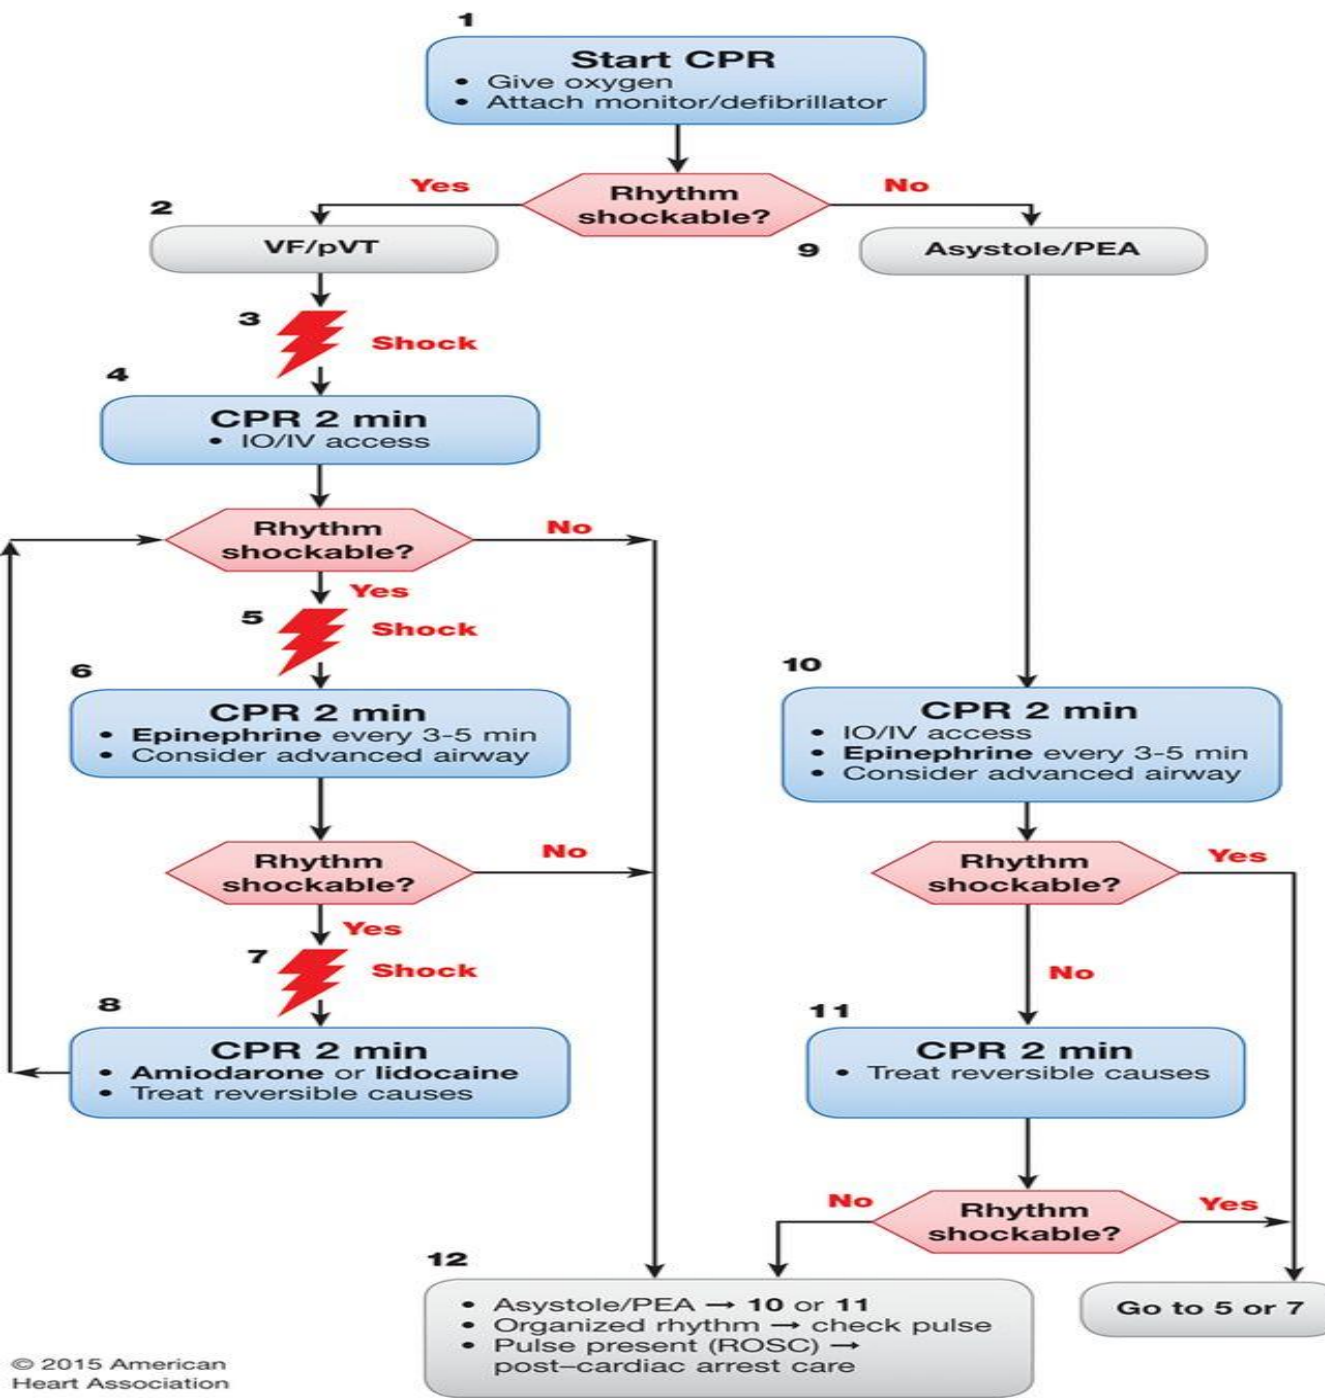 1
Start CPR
• Give oxygen
• Attach monitor/defibrillator
Rhythm
shockable?
Yes
No
2
VF/pVT
3
Shock
4
CPR 2 min
• IO/IV access
Rhythm
shockable?
No
Yes
5
Shock
6
CPR 2 min
• Epinephrine every 3-5 min
• Consider advanced airway
Rhythm
shockable?
No
Yes
7
Shock
8
CPR 2 min
• Amiodarone or lidocaine
• Treat reversible causes
9
Asystole/PEA
10
CPR 2 min
• IO/IV access
• Epinephrine every 3-5 min
• Consider advanced airway
Rhythm
shockable?
Yes
No
11
CPR 2 min
• Treat reversible causes
Rhythm
shockable?
No
Yes
12
• Asystole/PEA → 10 or 11
• Organized rhythm → check pulse
• Pulse present (ROSC) →
post–cardiac arrest care
Go to 5 or 7
© 2015 American
Heart Association